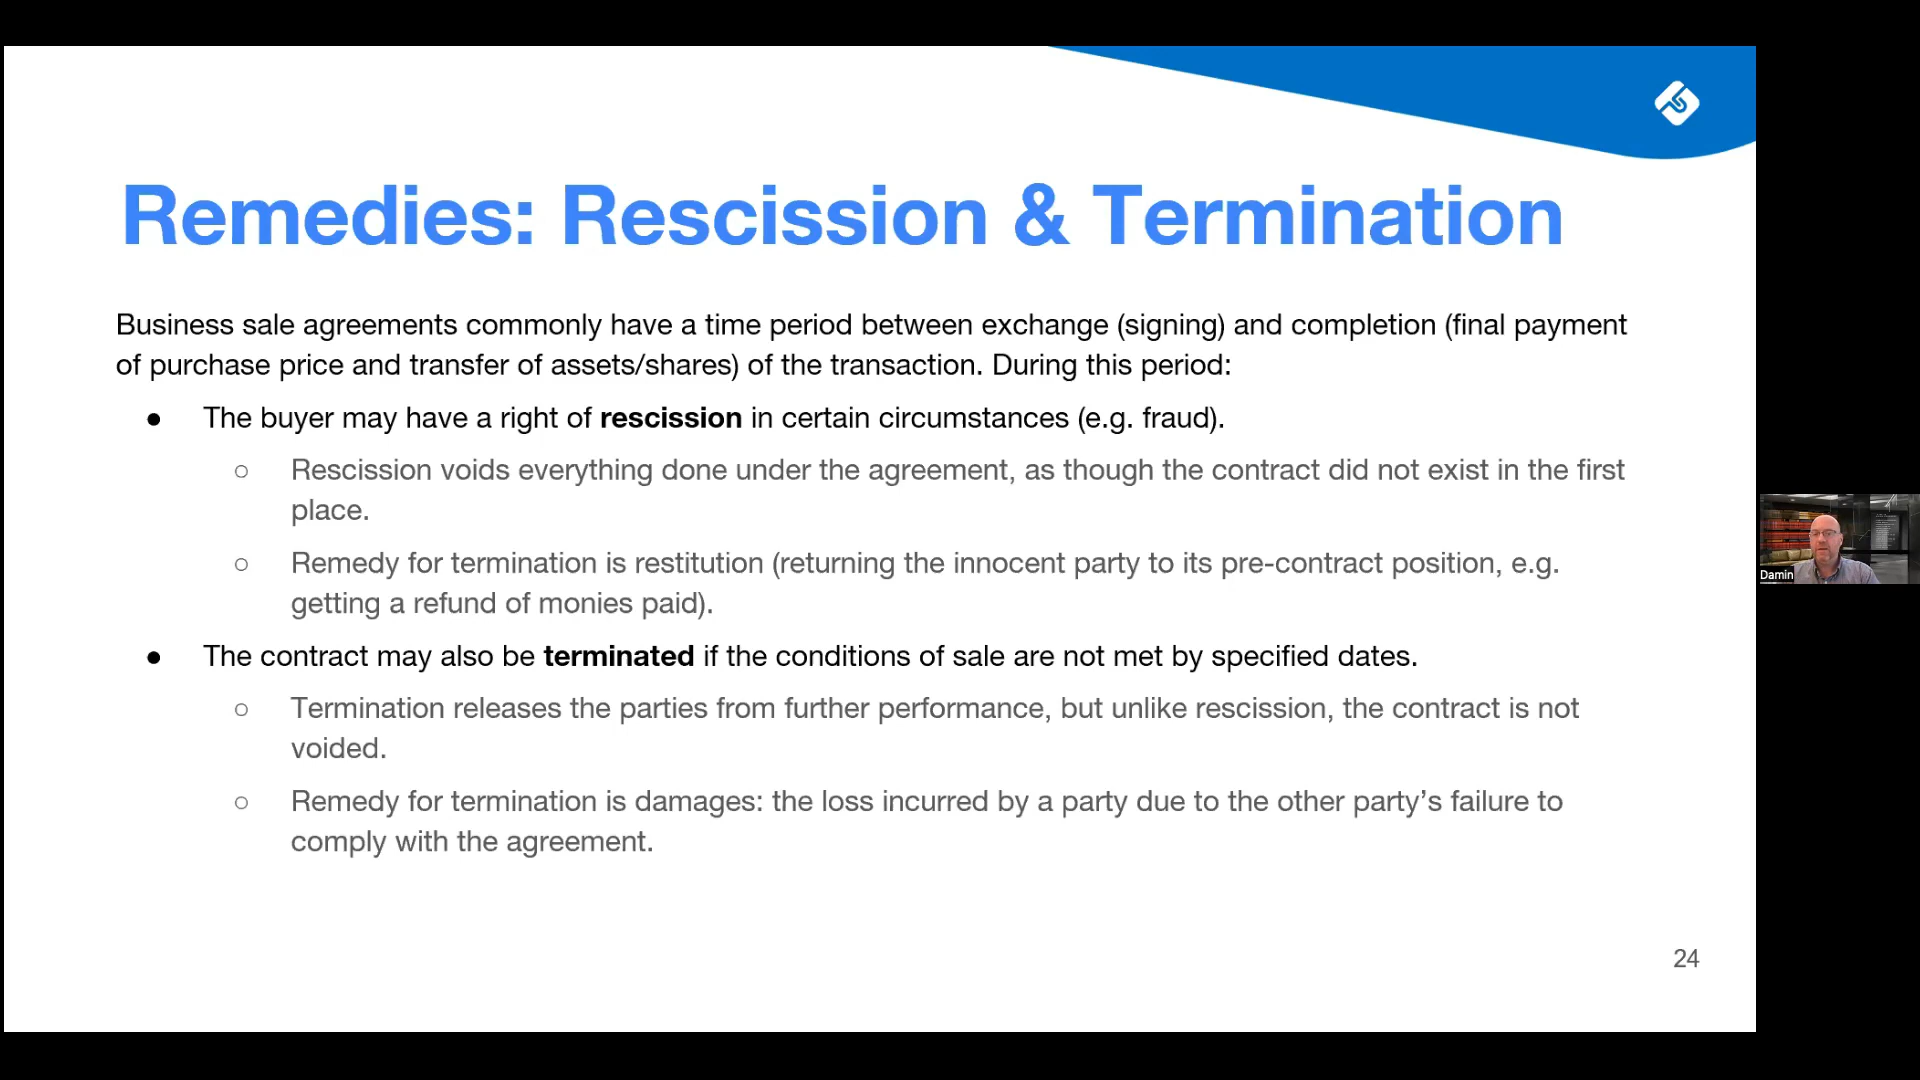 Remedies: Rescission & Termination
Business sale agreements commonly have a time period between exchange (signing) and completion (final payment
of purchase price and transfer of assets/shares) of the transaction. During this period:
● The buyer may have a right of rescission in certain circumstances (e.g. fraud).
○ Rescission voids everything done under the agreement, as though the contract did not exist in the first
place.
○ Remedy for termination is restitution (returning the innocent party to its pre-contract position, e.g.
getting a refund of monies paid).
● The contract may also be terminated if the conditions of sale are not met by specified dates.
○ Termination releases the parties from further performance, but unlike rescission, the contract is not
voided.
○ Remedy for termination is damages: the loss incurred by a party due to the other party’s failure to
comply with the agreement.
24
Damin